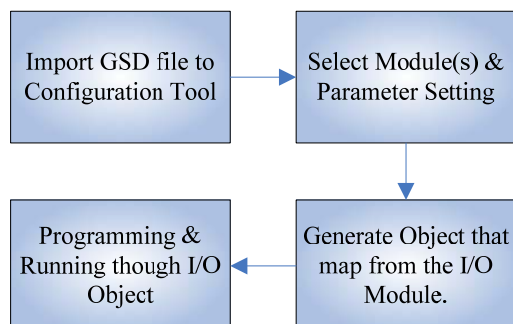 Import GSD file to
Configuration Tool
Select Module(s) &
Parameter Setting
Generate Object that
map from the I/O
Module.
Programming &
Running though I/O
Object